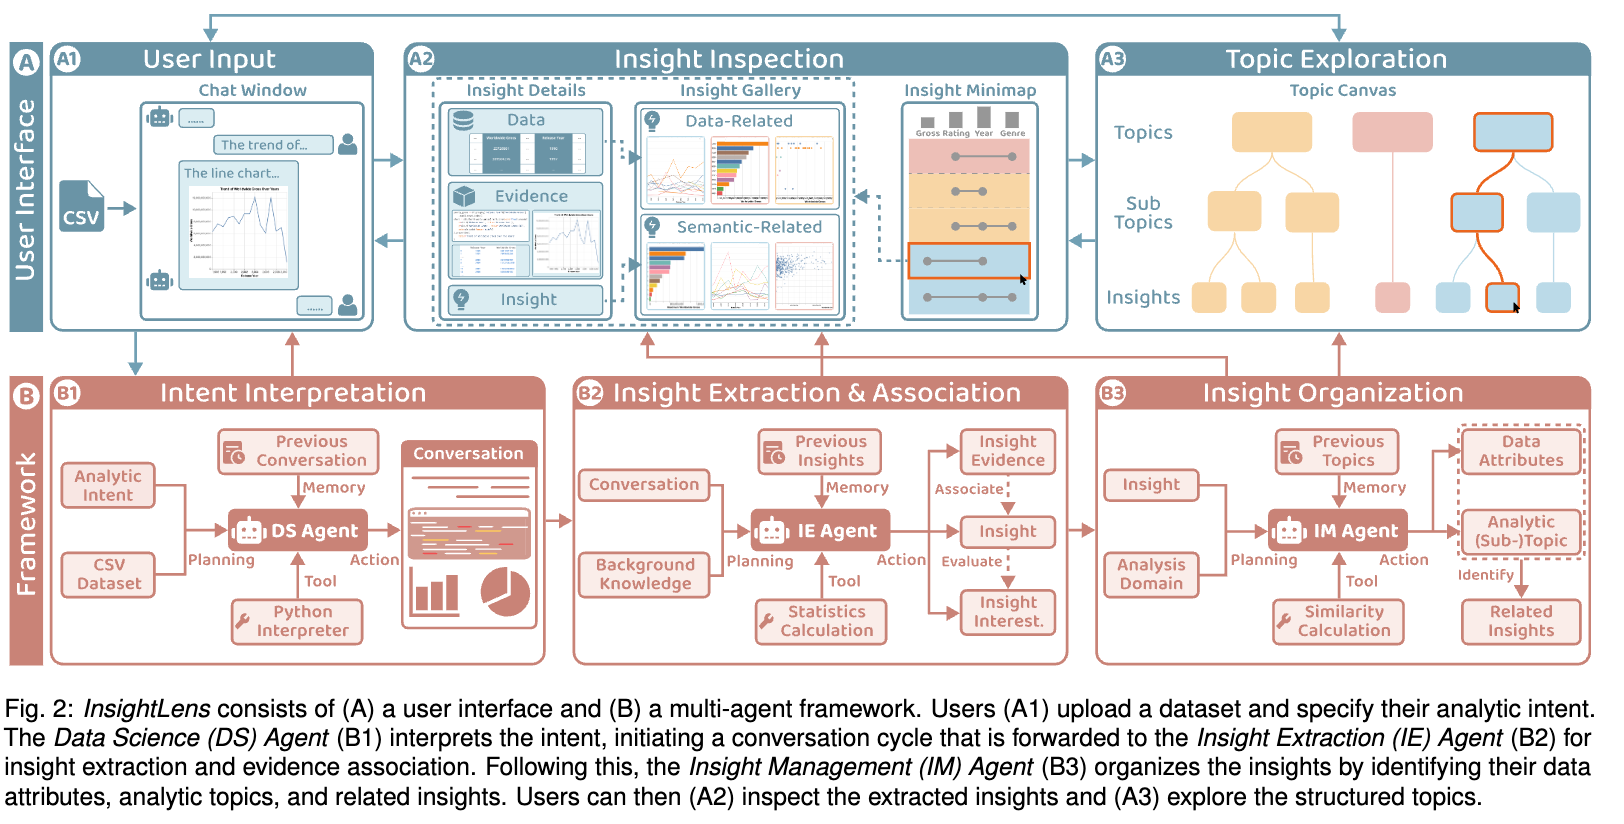 A
User Interface
A1 User Input
Chat Window
......
The trend of...
The line chart...
CSV
......
A2 Insight Inspection
Insight Details
Data
Evidence
Insight
Insight Gallery
Data-Related
Semantic-Related
Insight Minimap
Gross Rating Year Genre
A3 Topic Exploration
Topic Canvas
Topics
Sub
Topics
Insights
B
Framework
B1 Intent Interpretation
Analytic
Intent
CSV
Dataset
Previous
Conversation
Memory
DS Agent
Planning
Action
Tool
Python
Interpreter
Conversation
B2 Insight Extraction & Association
Conversation
Background
Knowledge
Previous
Insights
Memory
IE Agent
Planning
Action
Tool
Statistics
Calculation
Insight
Evidence
Associate
Insight
Evaluate
Insight
Interest.
B3 Insight Organization
Insight
Analysis
Domain
Previous
Topics
Memory
IM Agent
Planning
Action
Tool
Similarity
Calculation
Data
Attributes
Analytic
(Sub-)Topic
Identify
Related
Insights
Fig. 2: InsightLens consists of (A) a user interface and (B) a multi-agent framework. Users (A1) upload a dataset and specify their analytic intent.
The Data Science (DS) Agent (B1) interprets the intent, initiating a conversation cycle that is forwarded to the Insight Extraction (IE) Agent (B2) for
insight extraction and evidence association. Following this, the Insight Management (IM) Agent (B3) organizes the insights by identifying their data
attributes, analytic topics, and related insights. Users can then (A2) inspect the extracted insights and (A3) explore the structured topics.